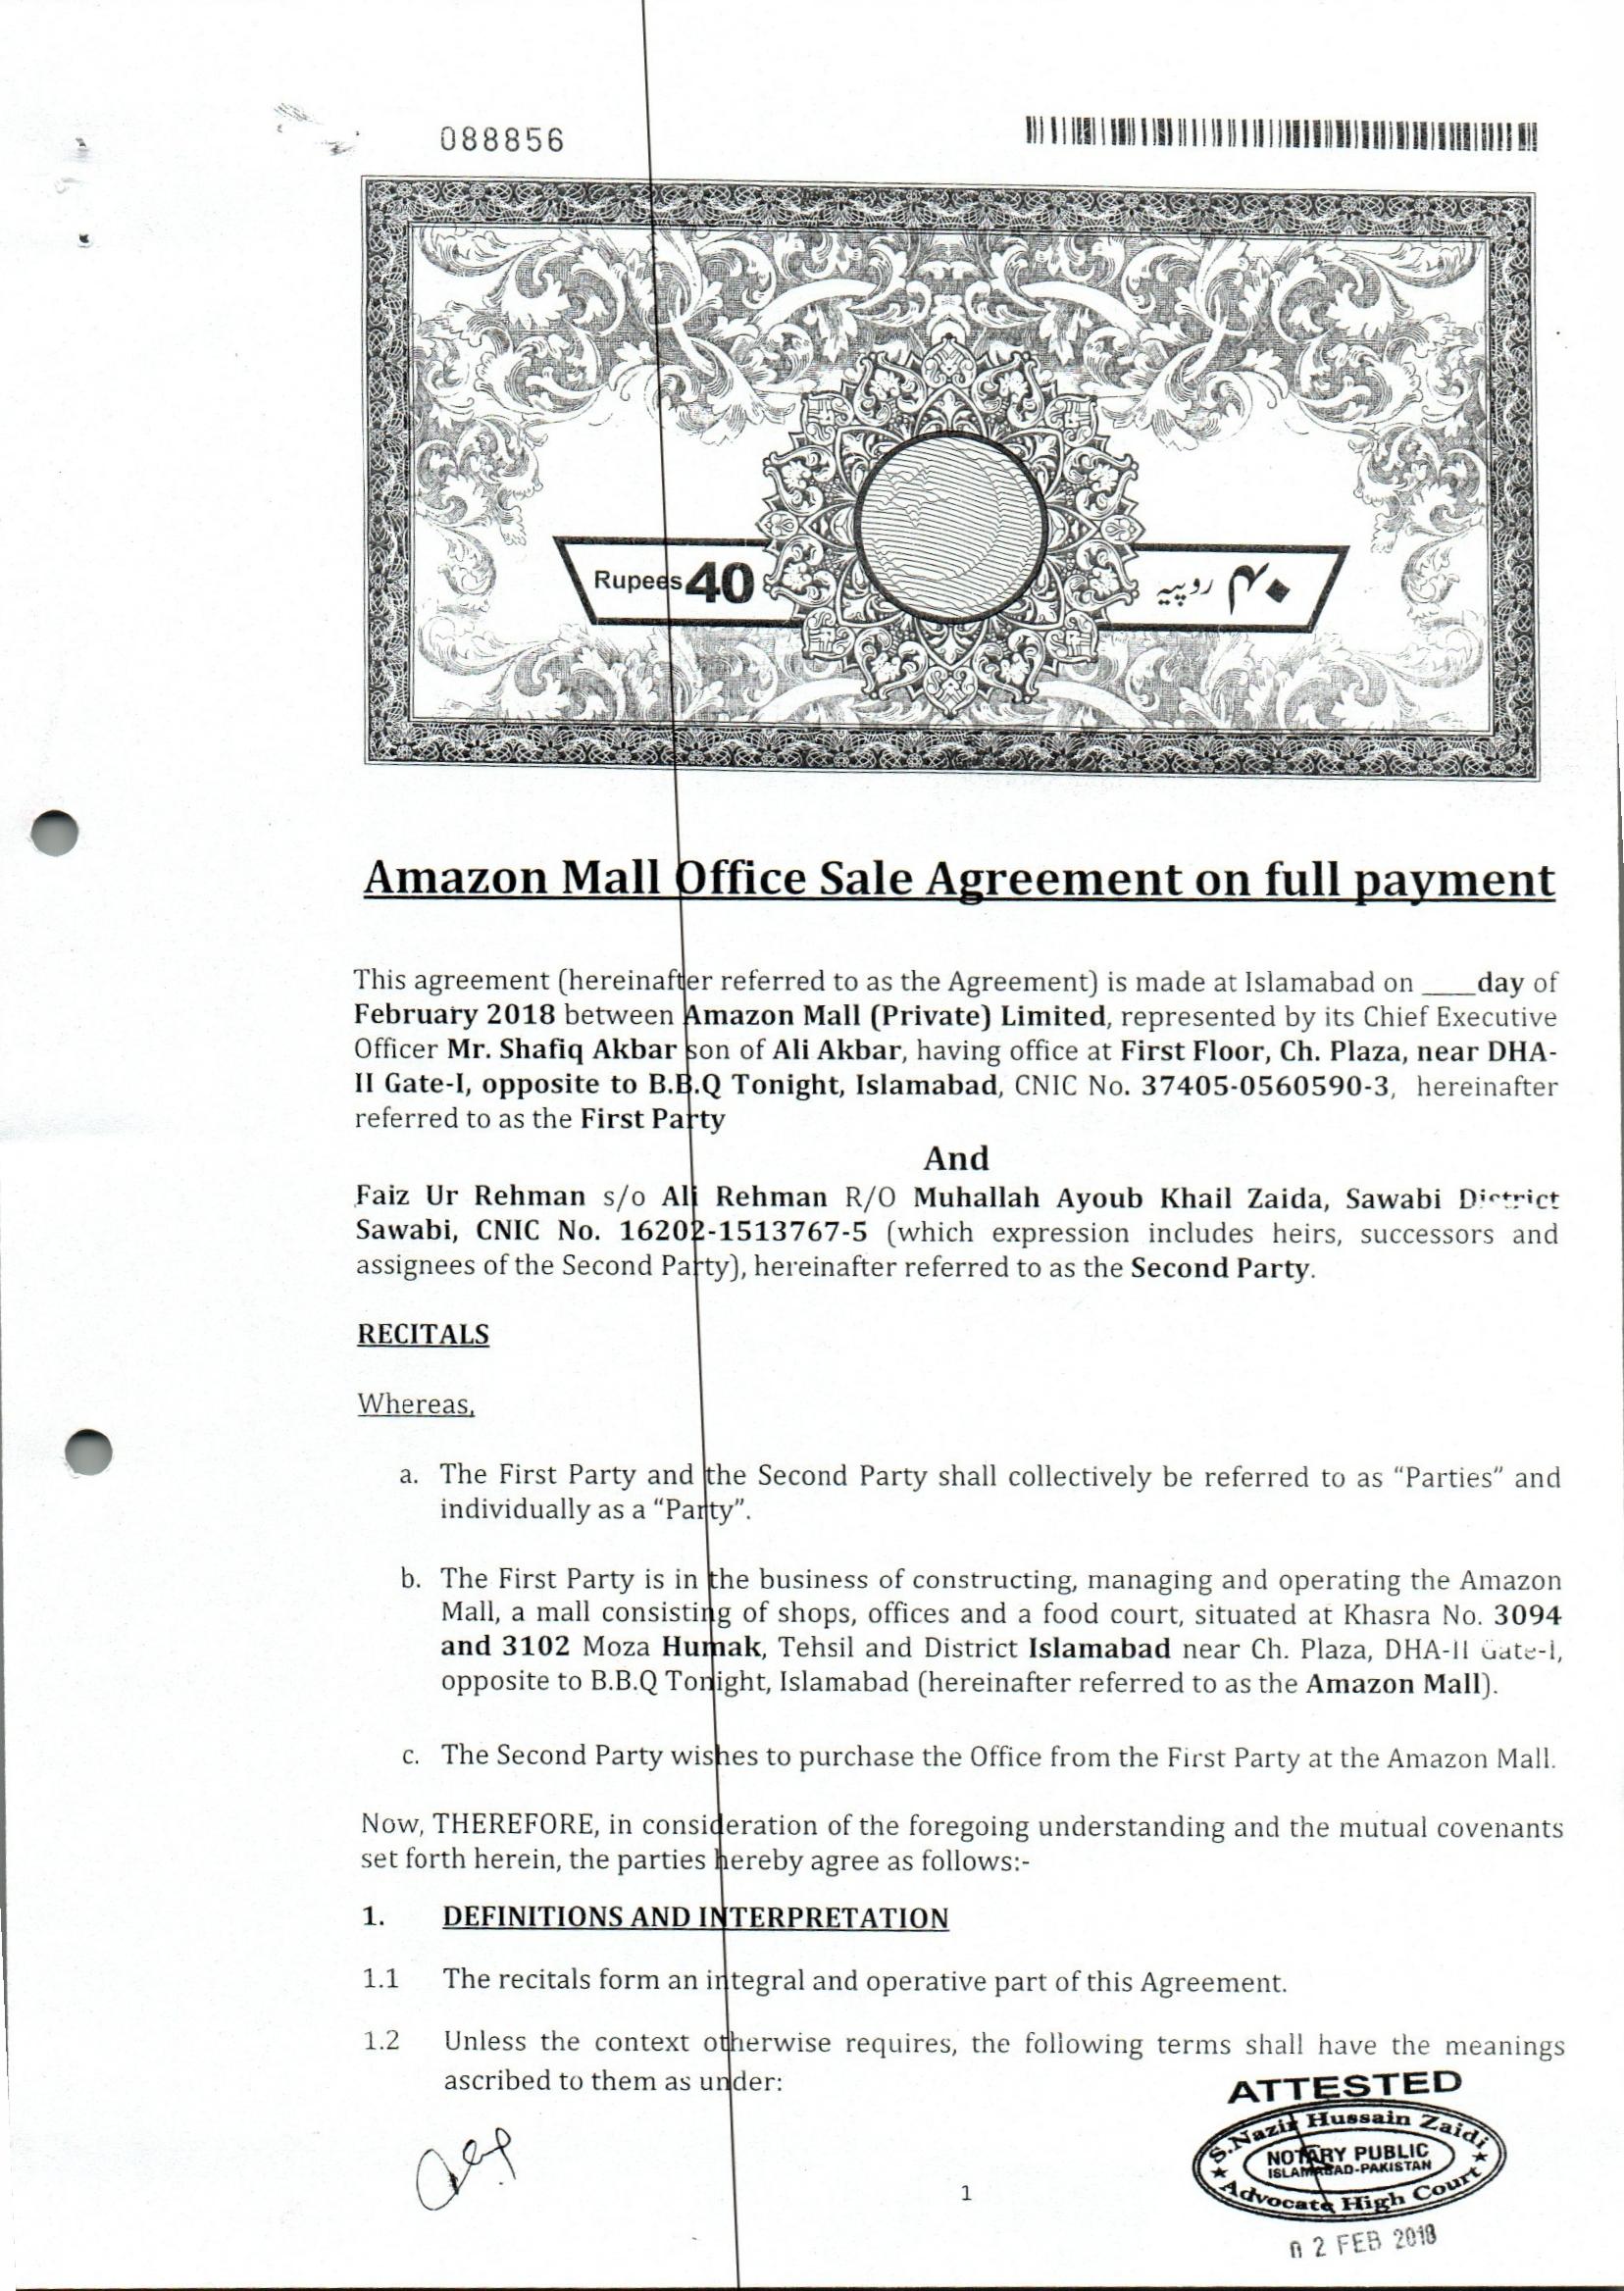 088856
Rupees 40
۴۰ روپیہ
Amazon Mall Office Sale Agreement on full payment
This agreement (hereinafter referred to as the Agreement) is made at Islamabad on ____day of
February 2018 between Amazon Mall (Private) Limited, represented by its Chief Executive
Officer Mr. Shafiq Akbar son of Ali Akbar, having office at First Floor, Ch. Plaza, near DHA-
II Gate-I, opposite to B.B.Q Tonight, Islamabad, CNIC No. 37405-0560590-3, hereinafter
referred to as the First Party
And
Faiz Ur Rehman s/o Ali Rehman R/O Muhallah Ayoub Khail Zaida, Sawabi District
Sawabi, CNIC No. 16202-1513767-5 (which expression includes heirs, successors and
assignees of the Second Party), hereinafter referred to as the Second Party.
RECITALS
Whereas,
a. The First Party and the Second Party shall collectively be referred to as “Parties” and
individually as a “Party”.
b. The First Party is in the business of constructing, managing and operating the Amazon
Mall, a mall consisting of shops, offices and a food court, situated at Khasra No. 3094
and 3102 Moza Humak, Tehsil and District Islamabad near Ch. Plaza, DHA-II Gate-I,
opposite to B.B.Q Tonight, Islamabad (hereinafter referred to as the Amazon Mall).
c. The Second Party wishes to purchase the Office from the First Party at the Amazon Mall.
Now, THEREFORE, in consideration of the foregoing understanding and the mutual covenants
set forth herein, the parties hereby agree as follows:-
1. DEFINITIONS AND INTERPRETATION
1.1 The recitals form an integral and operative part of this Agreement.
1.2 Unless the context otherwise requires, the following terms shall have the meanings
ascribed to them as under:
ATTESTED
S.Nazir Hussain Zaidi
NOTARY PUBLIC
ISLAMABAD-PAKISTAN
Advocate High Court
1
02 FEB 2018